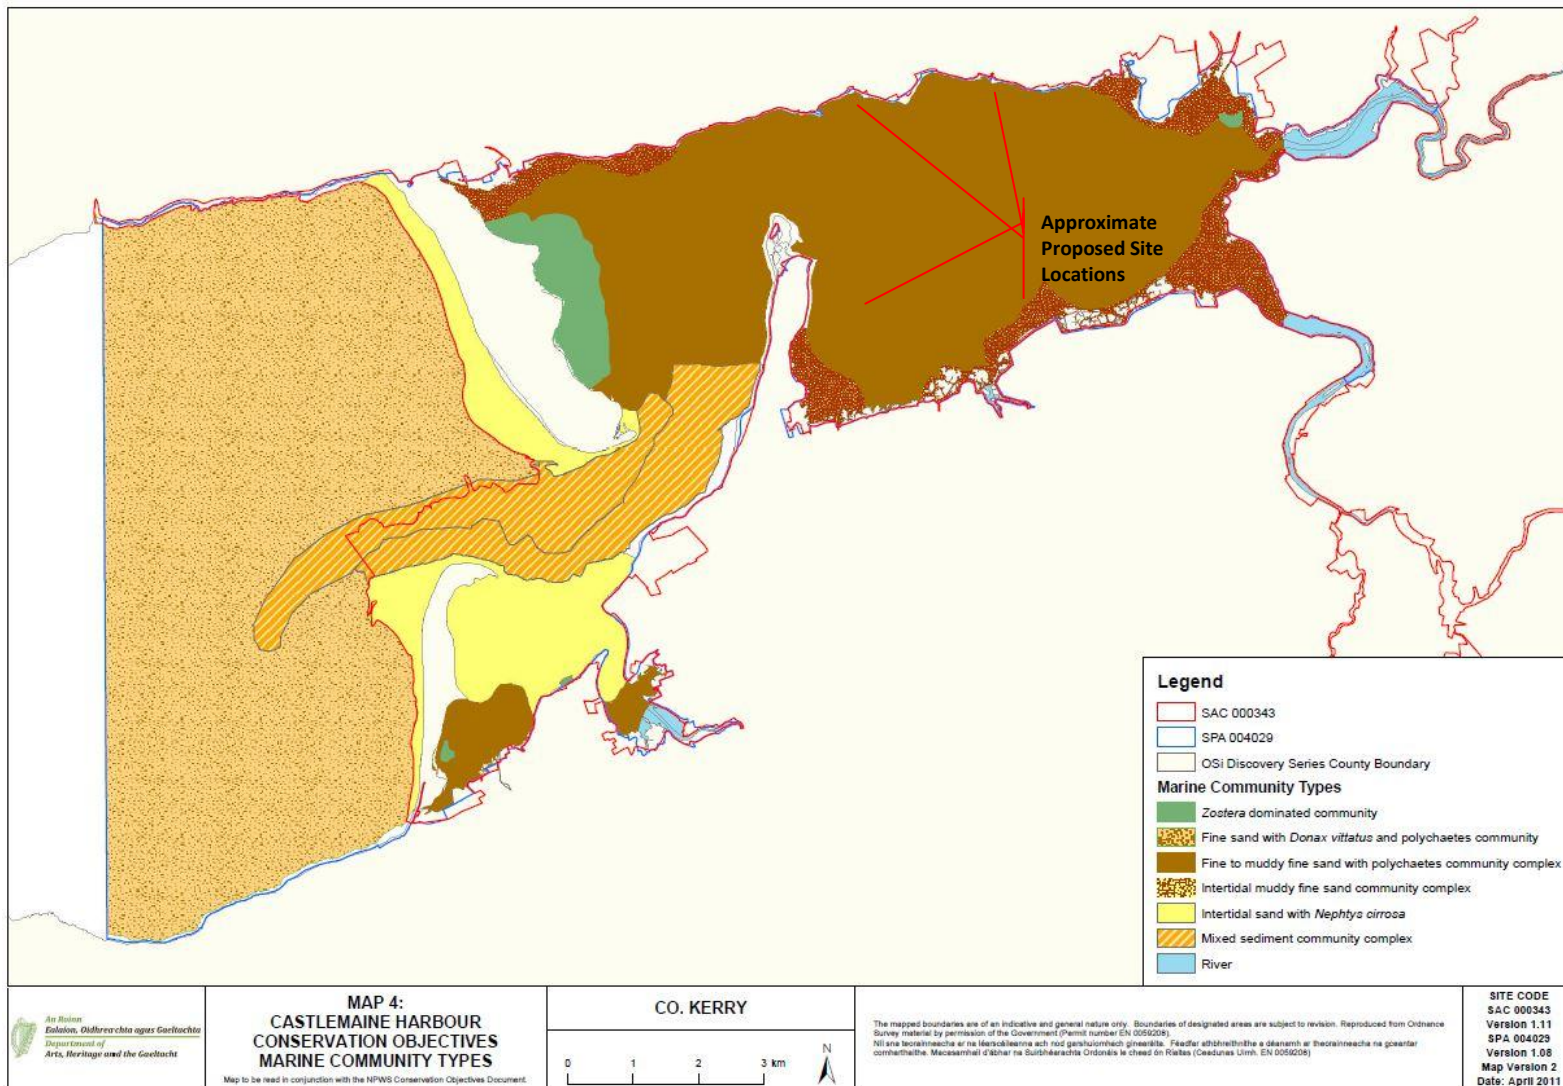 Approximate
Proposed Site
Locations
Legend
SAC 000343
SPA 004029
OSi Discovery Series County Boundary
Marine Community Types
Zostera dominated community
Fine sand with Donax vittatus and polychaetes community
Fine to muddy fine sand with polychaetes community complex
Intertidal muddy fine sand community complex
Intertidal sand with Nephtys cirrosa
Mixed sediment community complex
River
An Roinn
Ealaíon, Oidhreachta agus Gaeltachta
Department of
Arts, Heritage and the Gaeltacht
MAP 4:
CASTLEMAINE HARBOUR
CONSERVATION OBJECTIVES
MARINE COMMUNITY TYPES
Map to be read in conjunction with the NPWS Conservation Objectives Document.
CO. KERRY
0 1 2 3 km
N
The mapped boundaries are of an indicative and general nature only. Boundaries of designated areas are subject to revision. Reproduced from Ordnance
Survey material by permission of the Government (Permit number EN 0059208).
Níl sna teorainneacha ar na
SITE CODE
SAC 000343
Version 1.11
SPA 004029
Version 1.08
Map Version 2
Date: April 2011